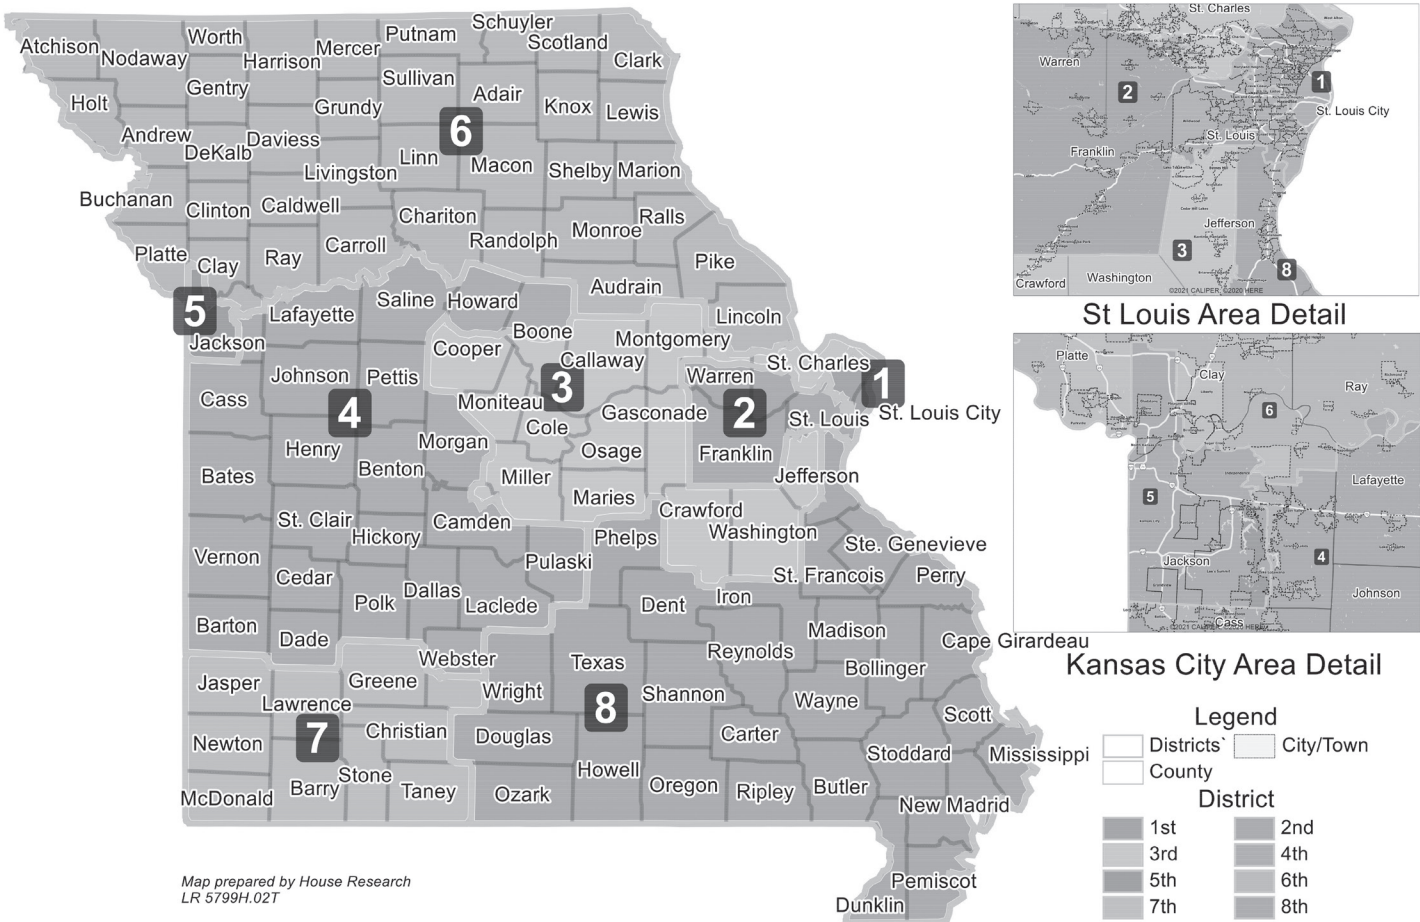 Schuyler
Putnam
Worth
Atchison
Nodaway
Harrison
Mercer
Scotland
Clark
Sullivan
Gentry
Adair
Holt
Grundy
Knox
Lewis
6
Andrew
DeKalb
Daviess
Linn
Macon
Livingston
Shelby
Marion
Buchanan
Clinton
Caldwell
Chariton
Ralls
Monroe
Randolph
Carroll
Platte
Clay
Ray
Pike
Audrain
Saline
Howard
5
Lafayette
Lincoln
Boone
Jackson
Montgomery
Cooper
Callaway
St. Charles
Johnson
Pettis
Warren
3
1
Cass
Moniteau
4
Gasconade
2
St. Louis
St. Louis City
Cole
Henry
Morgan
Osage
Franklin
Benton
Bates
Miller
Jefferson
Maries
Crawford
St. Clair
Camden
Washington
Hickory
Phelps
Ste. Genevieve
Vernon
Pulaski
Cedar
St. Francois
Perry
Dallas
Polk
Laclede
Dent
Iron
Barton
Dade
Madison
Cape Girardeau
Webster
Texas
Reynolds
Bollinger
Jasper
Greene
Wright
Shannon
Lawrence
8
Wayne
Scott
7
Christian
Newton
Douglas
Carter
Stoddard
Mississippi
Howell
Stone
McDonald
Barry
Taney
Ozark
Oregon
Ripley
Butler
New Madrid
Pemiscot
Dunklin
Map prepared by House Research
LR 5799H.02T
St. Charles
Warren
2
1
St. Louis City
St. Louis
Franklin
Jefferson
3
8
Crawford
Washington
©2021 CALIPER, ©2020 HERE
St Louis Area Detail
Platte
Clay
Ray
6
Lafayette
5
4
Jackson
Johnson
Cass
©2021 CALIPER, ©2020 HERE
Kansas City Area Detail
Legend
Districts`
City/Town
County
District
1st
2nd
3rd
4th
5th
6th
7th
8th